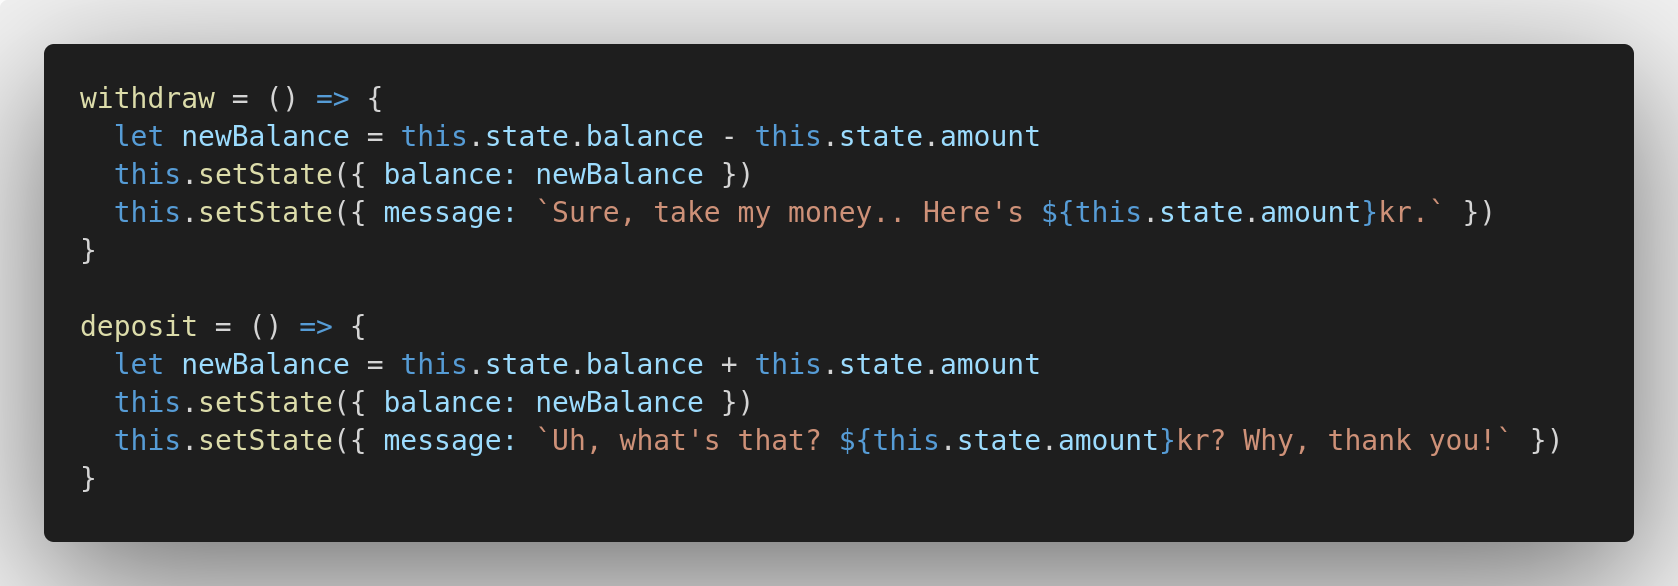 withdraw = () => {
  let newBalance = this.state.balance - this.state.amount
  this.setState({ balance: newBalance })
  this.setState({ message: `Sure, take my money.. Here's ${this.state.amount}kr.` })
}

deposit = () => {
  let newBalance = this.state.balance + this.state.amount
  this.setState({ balance: newBalance })
  this.setState({ message: `Uh, what's that? ${this.state.amount}kr? Why, thank you!` })
}